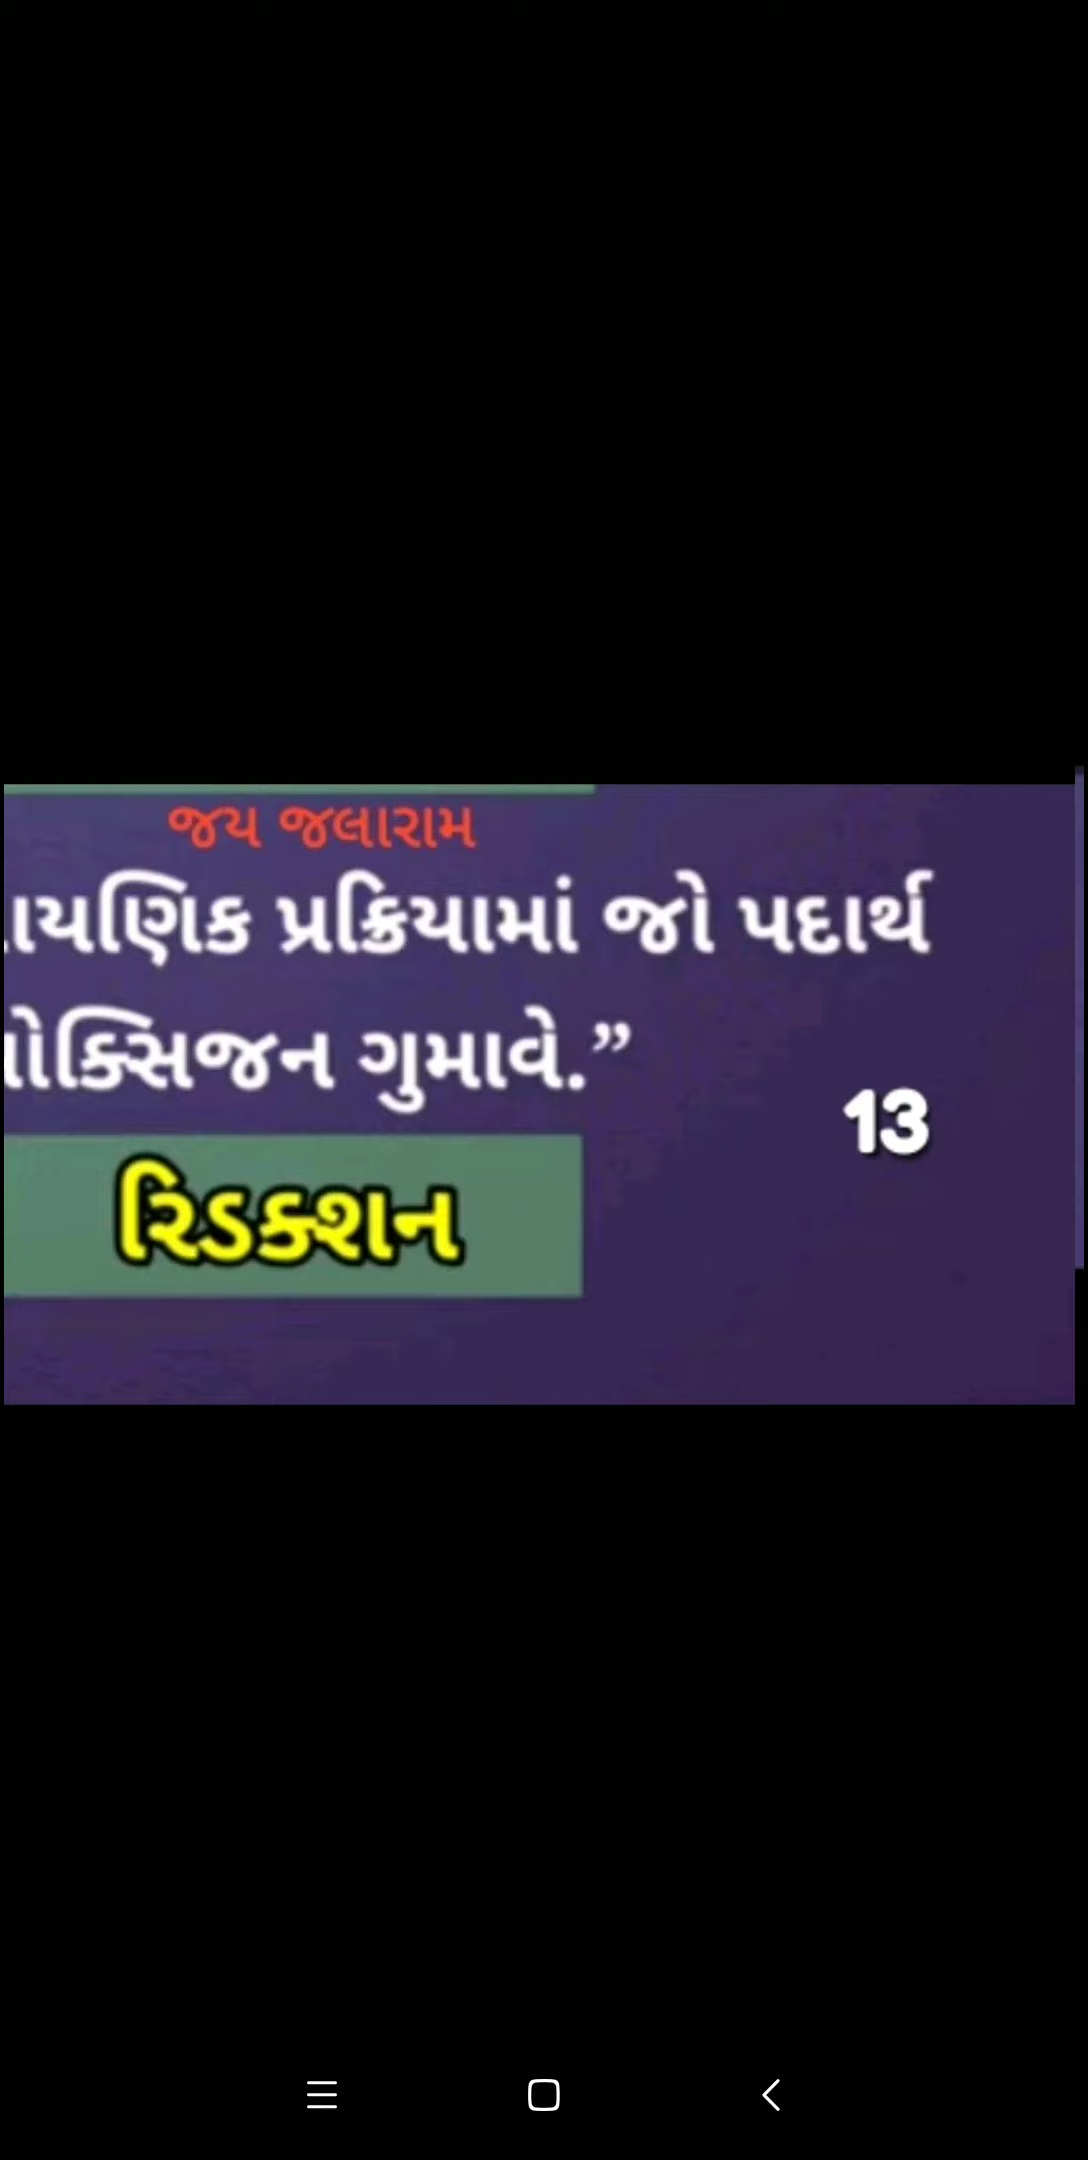 જય જલારામ
ાયણિક પ્રક્રિયામાં જો પદાર્થ
ોક્સિજન ગુમાવે.”
13
રિડક્શન